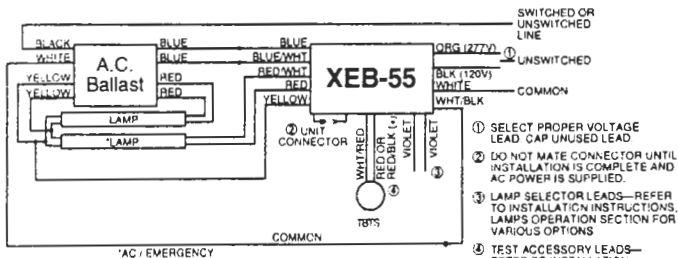 SWITCHED OR
UNSWITCHED
LINE
BLACK
WHITE
YELLOW
YELLOW
A.C.
Ballast
BLUE
BLUE
RED
RED
BLUE
BLUE/WHT
RED/WHT
RED
YELLOW
XEB-55
ORG (277V)
①
UNSWITCHED
BLK (120V)
WHITE
COMMON
WHT/BLK
LAMP
*LAMP
② UNIT
CONNECTOR
WHT/RED
RED OR
RED/BLK (+)
VIOLET
VIOLET
③
④
TBTS
COMMON
*AC / EMERGENCY
① SELECT PROPER VOLTAGE
LEAD. CAP UNUSED LEAD.
② DO NOT MATE CONNECTOR UNTIL
INSTALLATION IS COMPLETE AND
AC POWER IS SUPPLIED.
③ LAMP SELECTOR LEADS—REFER
TO INSTALLATION INSTRUCTIONS,
LAMPS OPERATION SECTION FOR
VARIOUS OPTIONS
④ TEST ACCESSORY LEADS—